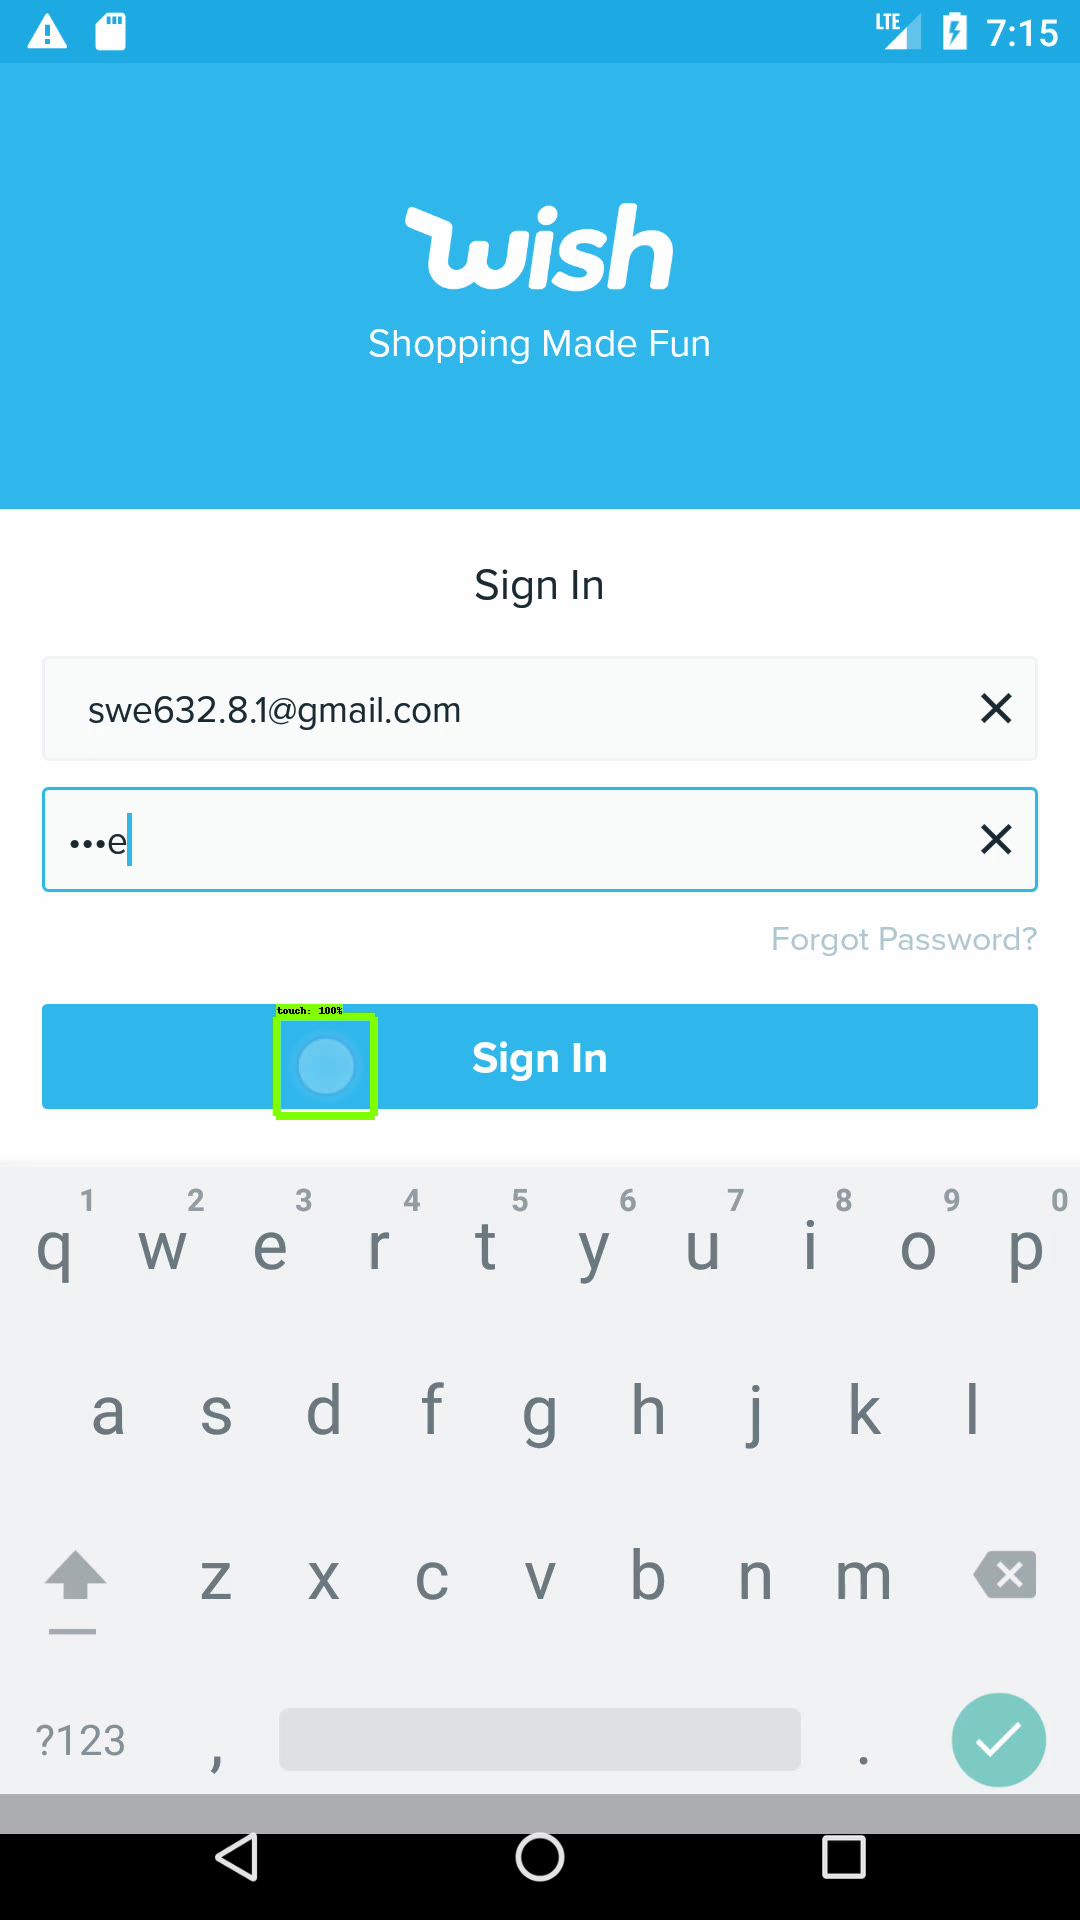 LTE 7:15
wish
Shopping Made Fun
Sign In
swe632.8.1@gmail.com
•••e
Forgot Password?
touch: 100%
Sign In
1 2 3 4 5 6 7 8 9 0
q w e r t y u i o p
a s d f g h j k l
z x c v b n m
?123 , .